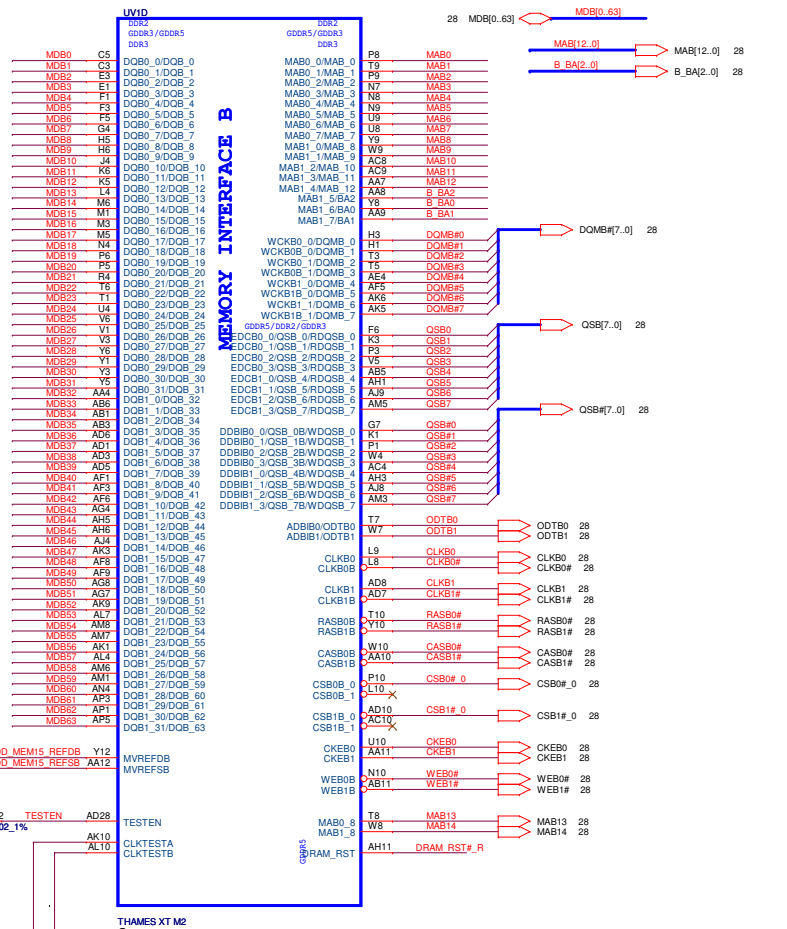 UV1D
DDR2
GDDR3/GDDR5
DDR3
MDB0 C5 DQB0_0/DQB_0
MDB1 C3 DQB0_1/DQB_1
MDB2 E3 DQB0_2/DQB_2
MDB3 E1 DQB0_3/DQB_3
MDB4 F1 DQB0_4/DQB_4
MDB5 F3 DQB0_5/DQB_5
MDB6 F5 DQB0_6/DQB_6
MDB7 G4 DQB0_7/DQB_7
MDB8 H5 DQB0_8/DQB_8
MDB9 H6 DQB0_9/DQB_9
MDB10 J4 DQB0_10/DQB_10
MDB11 K6 DQB0_11/DQB_11
MDB12 K5 DQB0_12/DQB_12
MDB13 L4 DQB0_13/DQB_13
MDB14 M6 DQB0_14/DQB_14
MDB15 M1 DQB0_15/DQB_15
MDB16 M3 DQB0_16/DQB_16
MDB17 M5 DQB0_17/DQB_17
MDB18 N4 DQB0_18/DQB_18
MDB19 P6 DQB0_19/DQB_19
MDB20 P5 DQB0_20/DQB_20
MDB21 R4 DQB0_21/DQB_21
MDB22 T6 DQB0_22/DQB_22
MDB23 T1 DQB0_23/DQB_23
MDB24 U4 DQB0_24/DQB_24
MDB25 V6 DQB0_25/DQB_25
MDB26 V1 DQB0_26/DQB_26
MDB27 V3 DQB0_27/DQB_27
MDB28 Y6 DQB0_28/DQB_28
MDB29 Y1 DQB0_29/DQB_29
MDB30 Y3 DQB0_30/DQB_30
MDB31 Y5 DQB0_31/DQB_31
MDB32 AA4 DQB1_0/DQB_32
MDB33 AB6 DQB1_1/DQB_33
MDB34 AB1 DQB1_2/DQB_34
MDB35 AB3 DQB1_3/DQB_35
MDB36 AD6 DQB1_4/DQB_36
MDB37 AD1 DQB1_5/DQB_37
MDB38 AD3 DQB1_6/DQB_38
MDB39 AD5 DQB1_7/DQB_39
MDB40 AF1 DQB1_8/DQB_40
MDB41 AF3 DQB1_9/DQB_41
MDB42 AF6 DQB1_10/DQB_42
MDB43 AG4 DQB1_11/DQB_43
MDB44 AH5 DQB1_12/DQB_44
MDB45 AH6 DQB1_13/DQB_45
MDB46 AJ4 DQB1_14/DQB_46
MDB47 AK3 DQB1_15/DQB_47
MDB48 AF8 DQB1_16/DQB_48
MDB49 AF9 DQB1_17/DQB_49
MDB50 AG8 DQB1_18/DQB_50
MDB51 AG7 DQB1_19/DQB_51
MDB52 AK9 DQB1_20/DQB_52
MDB53 AL7 DQB1_21/DQB_53
MDB54 AM8 DQB1_22/DQB_54
MDB55 AM7 DQB1_23/DQB_55
MDB56 AK1 DQB1_24/DQB_56
MDB57 AL4 DQB1_25/DQB_57
MDB58 AM6 DQB1_26/DQB_58
MDB59 AM1 DQB1_27/DQB_59
MDB60 AN4 DQB1_28/DQB_60
MDB61 AP3 DQB1_29/DQB_61
MDB62 AP1 DQB1_30/DQB_62
MDB63 AP5 DQB1_31/DQB_63
D_MEM15_REFDB Y12 MVREFDB
D_MEM15_REFSB AA12 MVREFSB
2 TESTEN AD28 TESTEN
02_1%
AK10 CLKTESTA
AL10 CLKTESTB
MEMORY INTERFACE B
DDR2
GDDR5/GDDR3
DDR3
MAB0_0/MAB_0 P8 MAB0
MAB0_1/MAB_1 T9 MAB1
MAB0_2/MAB_2 P9 MAB2
MAB0_3/MAB_3 N7 MAB3
MAB0_4/MAB_4 N8 MAB4
MAB0_5/MAB_5 N9 MAB5
MAB0_6/MAB_6 U9 MAB6
MAB0_7/MAB_7 U8 MAB7
MAB1_0/MAB_8 Y9 MAB8
MAB1_1/MAB_9 W9 MAB9
MAB1_2/MAB_10 AC8 MAB10
MAB1_3/MAB_11 AC9 MAB11
MAB1_4/MAB_12 AA7 MAB12
MAB1_5/BA2 AA8 B_BA2
MAB1_6/BA0 Y8 B_BA0
MAB1_7/BA1 AA9 B_BA1
WCKB0_0/DQMB_0 H3 DQMB#0
WCKB0B_0/DQMB_1 H1 DQMB#1
WCKB0_1/DQMB_2 T3 DQMB#2
WCKB0B_1/DQMB_3 T5 DQMB#3
WCKB1_0/DQMB_4 AE4 DQMB#4
WCKB1B_0/DQMB_5 AF5 DQMB#5
WCKB1_1/DQMB_6 AK6 DQMB#6
WCKB1B_1/DQMB_7 AK5 DQMB#7
GDDR5/DDR2/GDDR3
EDCB0_0/QSB_0/RDQSB_0 F6 QSB0
EDCB0_1/QSB_1/RDQSB_1 K3 QSB1
EDCB0_2/QSB_2/RDQSB_2 P3 QSB2
EDCB0_3/QSB_3/RDQSB_3 V5 QSB3
EDCB1_0/QSB_4/RDQSB_4 AB5 QSB4
EDCB1_1/QSB_5/RDQSB_5 AH1 QSB5
EDCB1_2/QSB_6/RDQSB_6 AJ9 QSB6
EDCB1_3/QSB_7/RDQSB_7 AM5 QSB7
DDBIB0_0/QSB_0B/WDQSB_0 G7 QSB#0
DDBIB0_1/QSB_1B/WDQSB_1 K1 QSB#1
DDBIB0_2/QSB_2B/WDQSB_2 P1 QSB#2
DDBIB0_3/QSB_3B/WDQSB_3 W4 QSB#3
DDBIB1_0/QSB_4B/WDQSB_4 AC4 QSB#4
DDBIB1_1/QSB_5B/WDQSB_5 AH3 QSB#5
DDBIB1_2/QSB_6B/WDQSB_6 AJ8 QSB#6
DDBIB1_3/QSB_7B/WDQSB_7 AM3 QSB#7
ADBIB0/ODTB0 T7 ODTB0 ODTB0 28
ADBIB1/ODTB1 W7 ODTB1 ODTB1 28
CLKB0 L9 CLKB0 CLKB0 28
CLKB0B L8 CLKB0# CLKB0# 28
CLKB1 AD8 CLKB1 CLKB1 28
CLKB1B AD7 CLKB1# CLKB1# 28
RASB0B T10 RASB0# RASB0# 28
RASB1B Y10 RASB1# RASB1# 28
CASB0B W10 CASB0# CASB0# 28
CASB1B AA10 CASB1# CASB1# 28
CSB0B_0 P10 CSB0#_0 CSB0#_0 28
CSB0B_1 L10
CSB1B_0 AD10 CSB1#_0 CSB1#_0 28
CSB1B_1 AC10
CKEB0 U10 CKEB0 CKEB0 28
CKEB1 AA11 CKEB1 CKEB1 28
WEB0B N10 WEB0# WEB0# 28
WEB1B AB11 WEB1# WEB1# 28
MAB0_8 T8 MAB13 MAB13 28
MAB1_8 W8 MAB14 MAB14 28
GDDR5
DRAM_RST AH11 DRAM_RST#_R
28 MDB[0..63] MDB[0..63]
MAB[12..0] MAB[12..0] 28
B_BA[2..0] B_BA[2..0] 28
DQMB#[7..0] 28
QSB[7..0] 28
QSB#[7..0] 28
THAMES XT M2